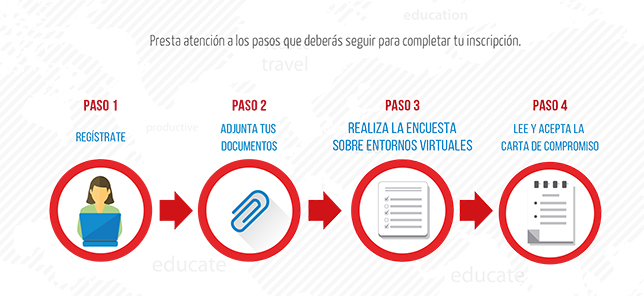 education
Presta atención a los pasos que deberás seguir para completar tu inscripción.
travel
PASO 1
PASO 2
PASO 3
PASO 4
REGÍSTRATE
ADJUNTA TUS
DOCUMENTOS
REALIZA LA ENCUESTA
SOBRE ENTORNOS VIRTUALES
LEE Y ACEPTA LA
CARTA DE COMPROMISO
productive
educate
educate